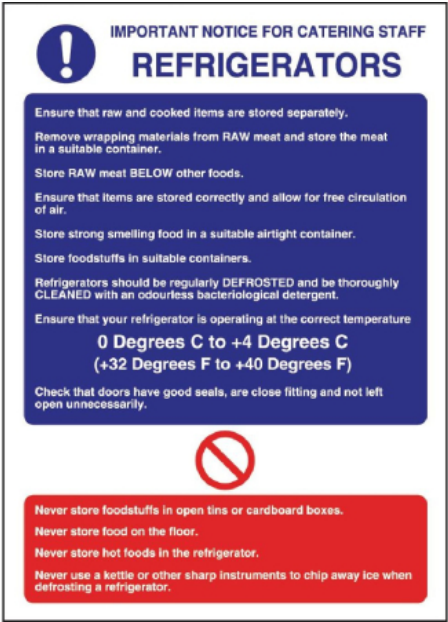 IMPORTANT NOTICE FOR CATERING STAFF
REFRIGERATORS
Ensure that raw and cooked items are stored separately.
Remove wrapping materials from RAW meat and store the meat
in a suitable container.
Store RAW meat BELOW other foods.
Ensure that items are stored correctly and allow for free circulation
of air.
Store strong smelling food in a suitable airtight container.
Store foodstuffs in suitable containers.
Refrigerators should be regularly DEFROSTED and be thoroughly
CLEANED with an odourless bacteriological detergent.
Ensure that your refrigerator is operating at the correct temperature
0 Degrees C to +4 Degrees C
(+32 Degrees F to +40 Degrees F)
Check that doors have good seals, are close fitting and not left
open unnecessarily.
Never store foodstuffs in open tins or cardboard boxes.
Never store food on the floor.
Never store hot foods in the refrigerator.
Never use a kettle or other sharp instruments to chip away ice when
defrosting a refrigerator.